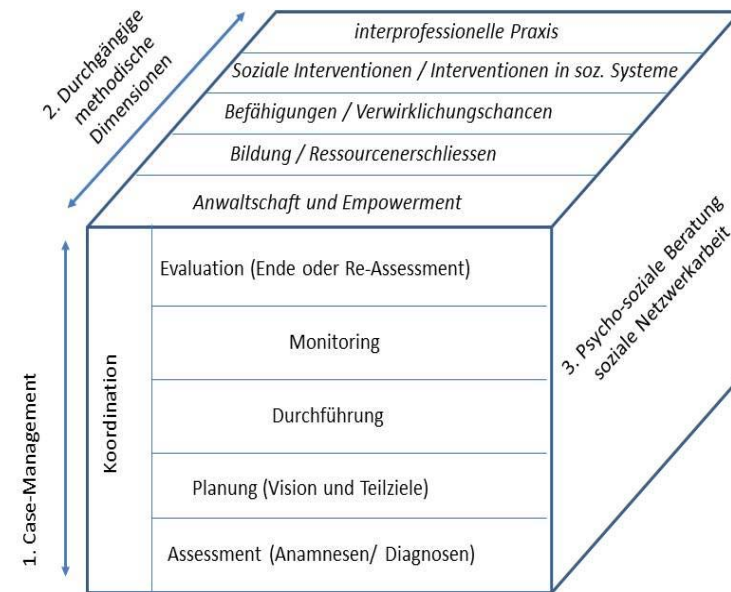 2. Durchgängige
methodische
Dimensionen
interprofessionelle Praxis
Soziale Interventionen / Interventionen in soz. Systeme
Befähigungen / Verwirklichungschancen
Bildung / Ressourcenerschliessen
Anwaltschaft und Empowerment
1. Case-Management
Koordination
Evaluation (Ende oder Re-Assessment)
Monitoring
Durchführung
Planung (Vision und Teilziele)
Assessment (Anamnesen/ Diagnosen)
3. Psycho-soziale Beratung
soziale Netzwerkarbeit